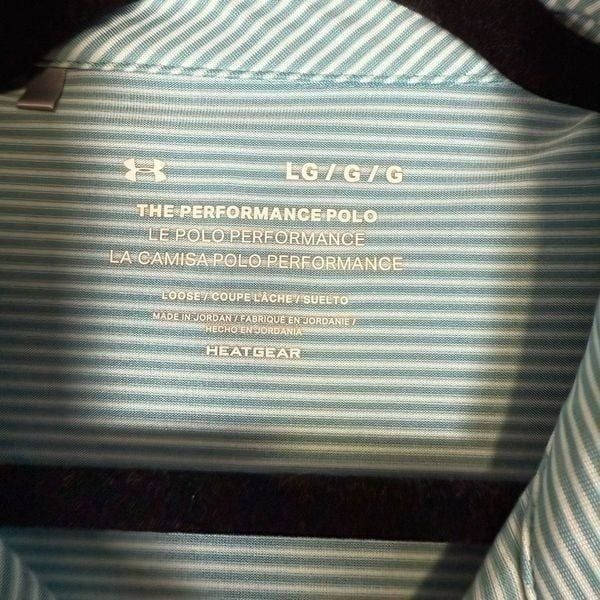 LG / G / G
THE PERFORMANCE POLO
LE POLO PERFORMANCE
LA CAMISA POLO PERFORMANCE
LOOSE / COUPE LÂCHE / SUELTO
MADE IN JORDAN / FABRIQUÉ EN JORDANIE /
HECHO EN JORDANIA
HEATGEAR